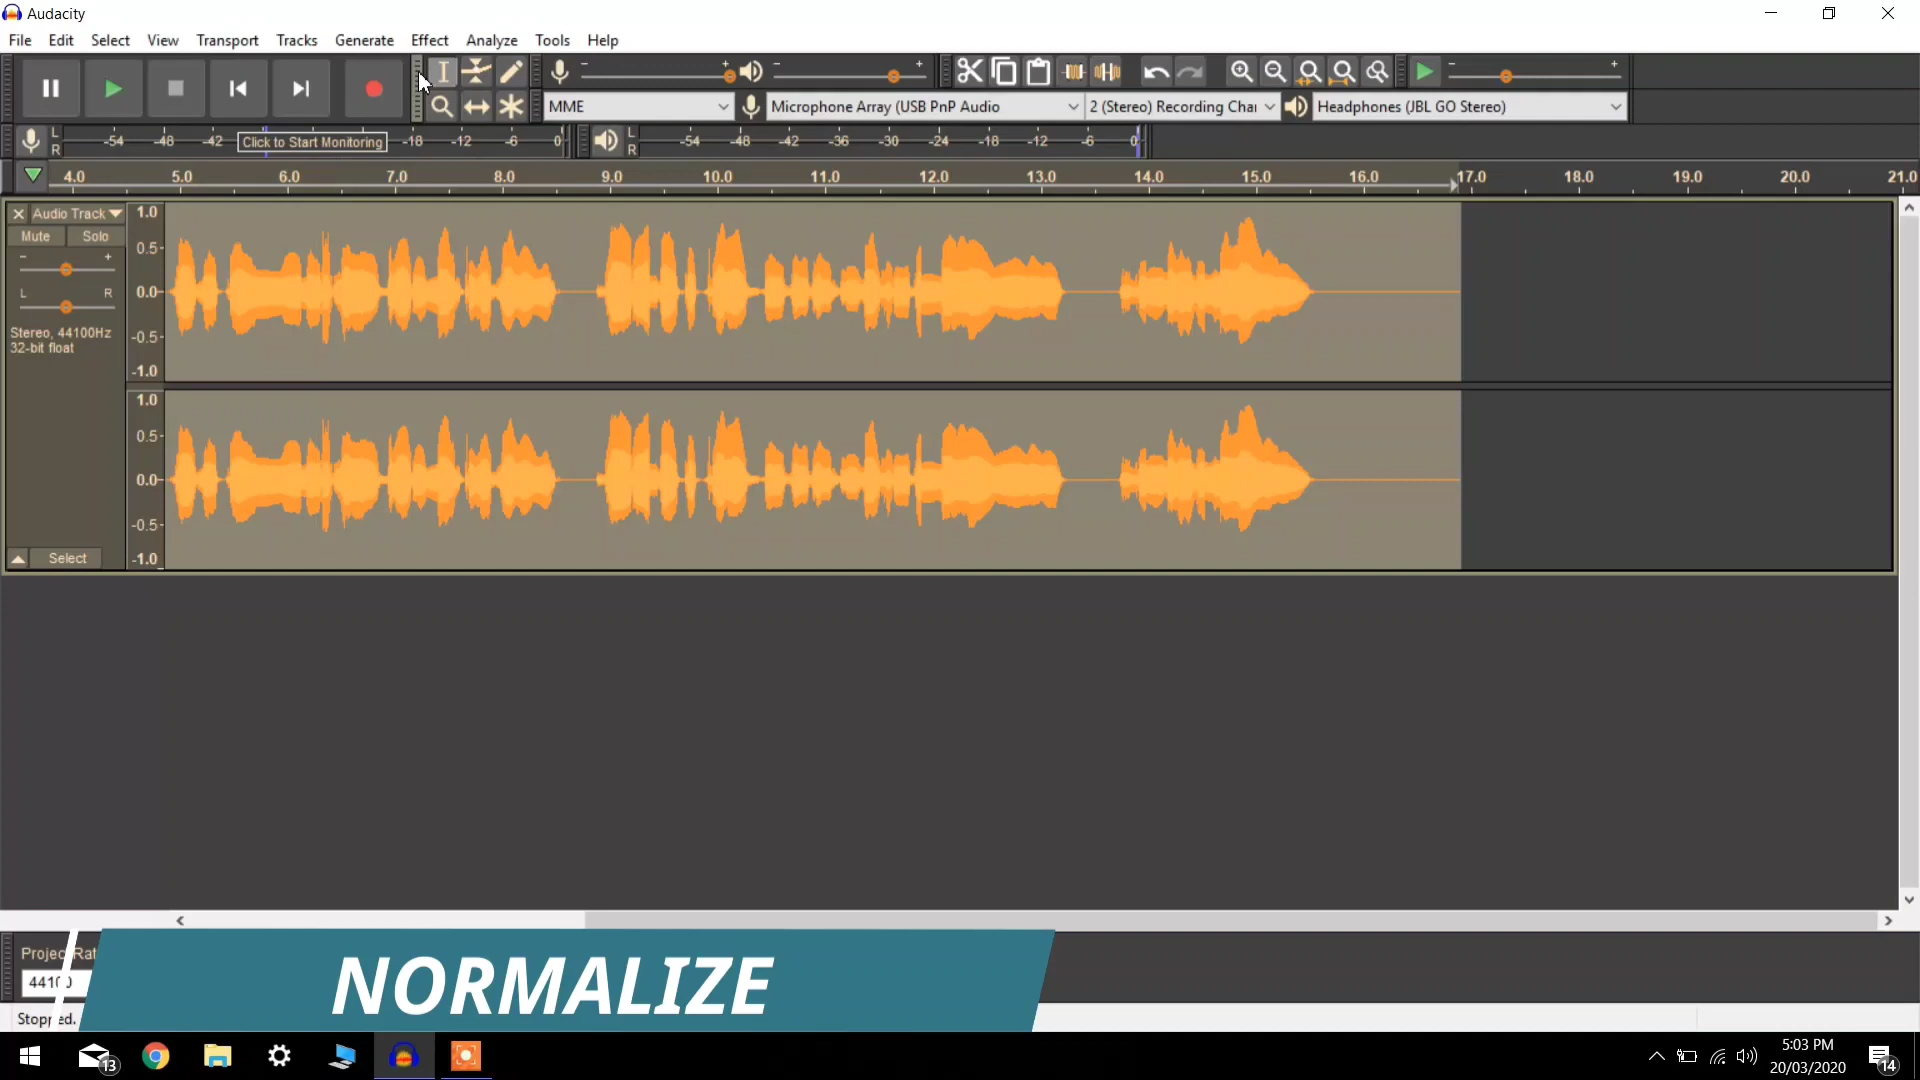 Audacity
File Edit Select View Transport Tracks Generate Effect Analyze Tools Help
MME Microphone Array (USB PnP Audio 2 (Stereo) Recording Chai Headphones (JBL GO Stereo)
L R -54 -48 -42 Click to Start Monitoring -18 -12 -6 0 L R -54 -48 -42 -36 -30 -24 -18 -12 -6 0
4.0 5.0 6.0 7.0 8.0 9.0 10.0 11.0 12.0 13.0 14.0 15.0 16.0 17.0 18.0 19.0 20.0 21.0
Audio Track 1.0
Mute Solo
0.5
L R 0.0
Stereo, 44100Hz -0.5
32-bit float
-1.0
1.0
0.5
0.0
-0.5
Select -1.0
Project Rat
44100
NORMALIZE
Stopped.
13
5:03 PM
20/03/2020
14